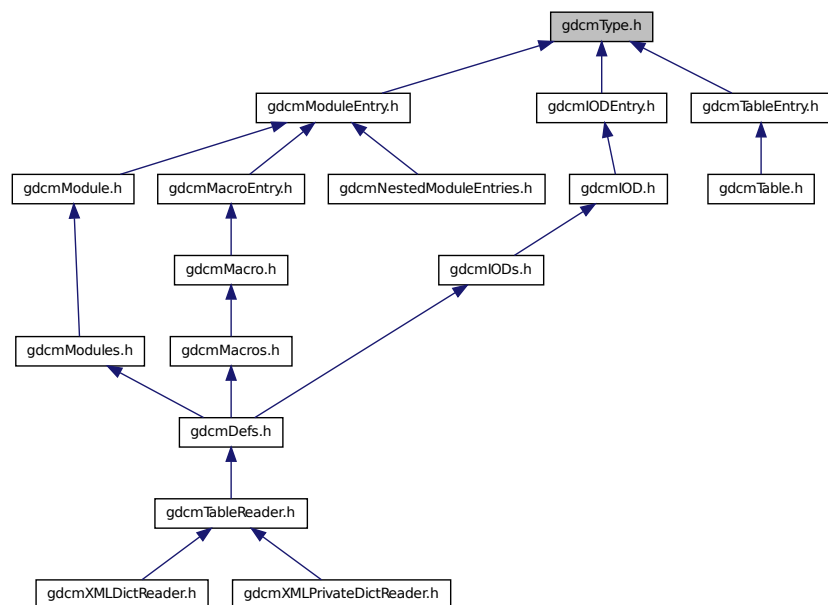 gdcmType.h
gdcmModuleEntry.h
gdcmIODEntry.h
gdcmTableEntry.h
gdcmModule.h
gdcmMacroEntry.h
gdcmNestedModuleEntries.h
gdcmIOD.h
gdcmTable.h
gdcmMacro.h
gdcmIODs.h
gdcmModules.h
gdcmMacros.h
gdcmDefs.h
gdcmTableReader.h
gdcmXMLDictReader.h
gdcmXMLPrivateDictReader.h